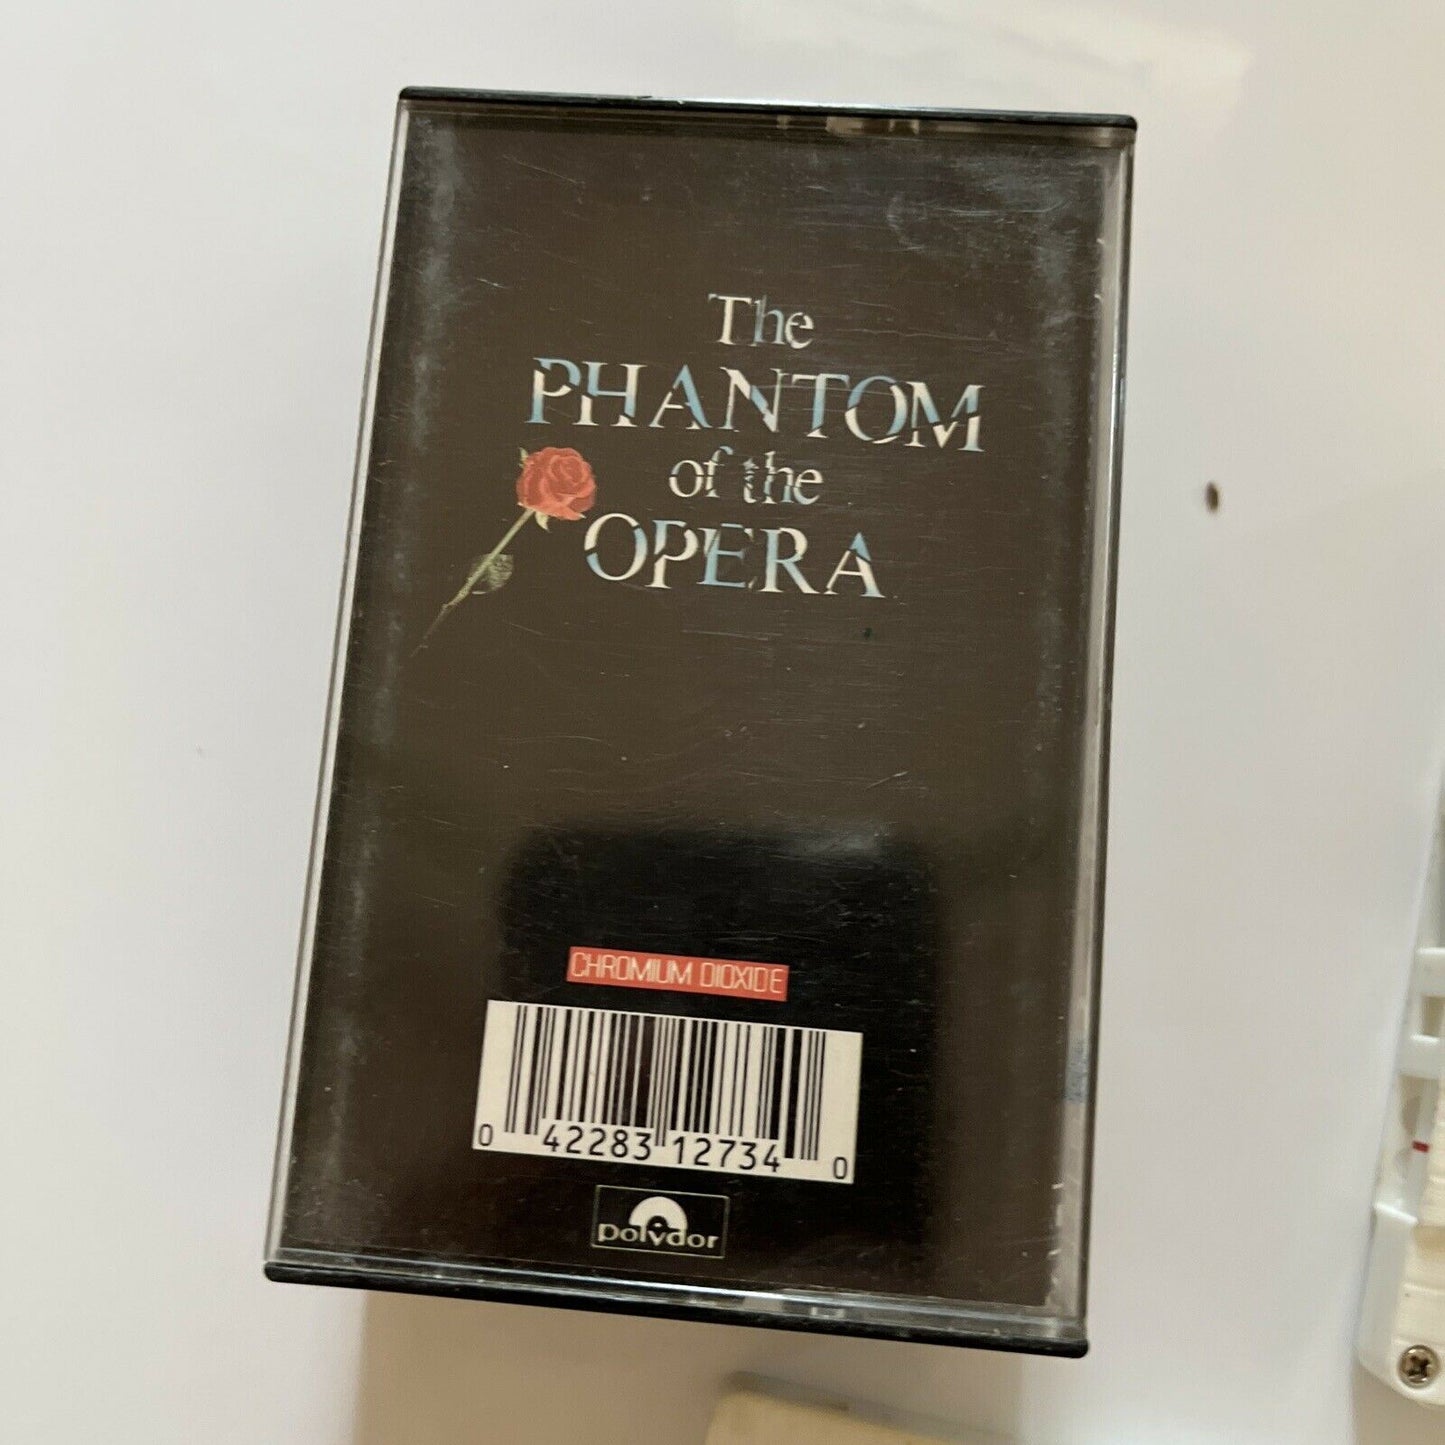 The
PHANTOM
of the
OPERA
CHROMIUM DIOXIDE
0 42283 12734 0
polydor